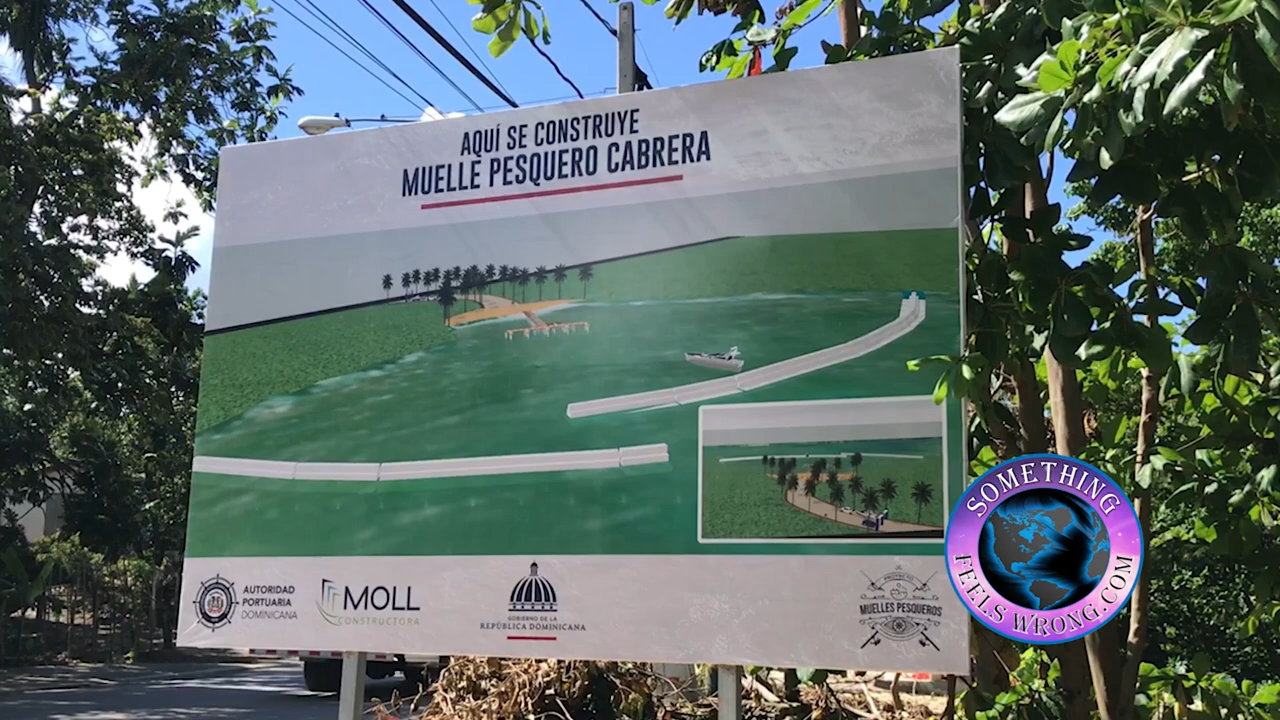 AQUÍ SE CONSTRUYE
MUELLE PESQUERO CABRERA
AUTORIDAD
PORTUARIA
DOMINICANA
MOLL
CONSTRUCTORA
GOBIERNO DE LA
REPÚBLICA DOMINICANA
PROYECTO
MUELLES PESQUEROS
SOMETHING
FEELS WRONG.COM